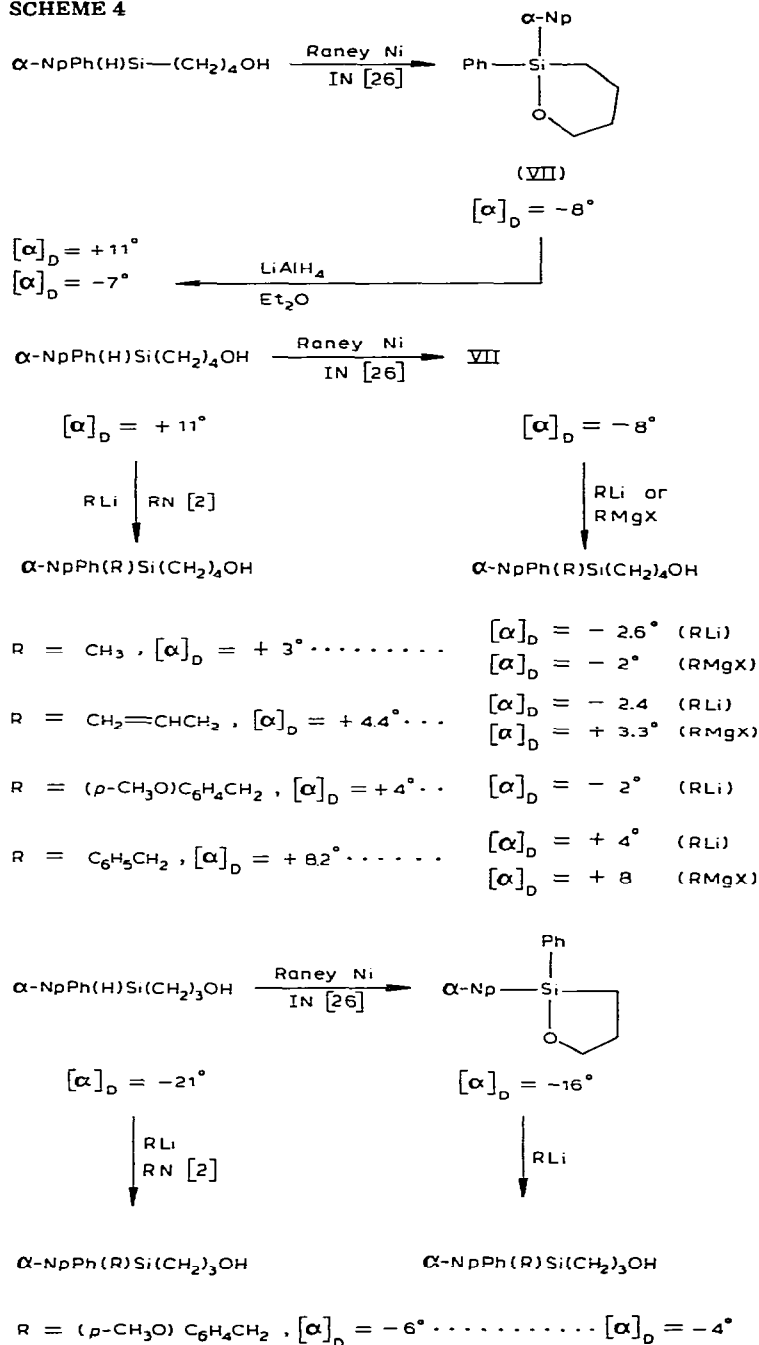 SCHEME 4
α-NpPh(H)Si—(CH₂)₄OH
Raney Ni
IN [26]
α-Np
Ph
Si
O
(VII)
[α]D = −8°
[α]D = +11°
[α]D = −7°
LiAlH₄
Et₂O
α-NpPh(H)Si(CH₂)₄OH
Raney Ni
IN [26]
VII
[α]D = + 11°
[α]D = −8°
RLi RN [2]
RLi or
RMgX
α-NpPh(R)Si(CH₂)₄OH
α-NpPh(R)Si(CH₂)₄OH
R = CH₃ , [α]D = + 3° ········· [α]D = − 2.6° (RLi)
[α]D = − 2° (RMgX)
R = CH₂=CHCH₂ , [α]D = +4.4° ··· [α]D = − 2.4 (RLi)
[α]D = + 3.3° (RMgX)
R = (p-CH₃O)C₆H₄CH₂ , [α]D = +4° ·· [α]D = − 2° (RLi)
R = C₆H₅CH₂ , [α]D = + 8.2° ······ [α]D = + 4° (RLi)
[α]D = + 8 (RMgX)
α-NpPh(H)Si(CH₂)₃OH
Raney Ni
IN [26]
Ph
α-Np
Si
O
[α]D = −21°
[α]D = −16°
RLi
RN [2]
RLi
α-NpPh(R)Si(CH₂)₃OH
α-NpPh(R)Si(CH₂)₃OH
R = (p-CH₃O) C₆H₄CH₂ , [α]D = −6° ··········· [α]D = −4°